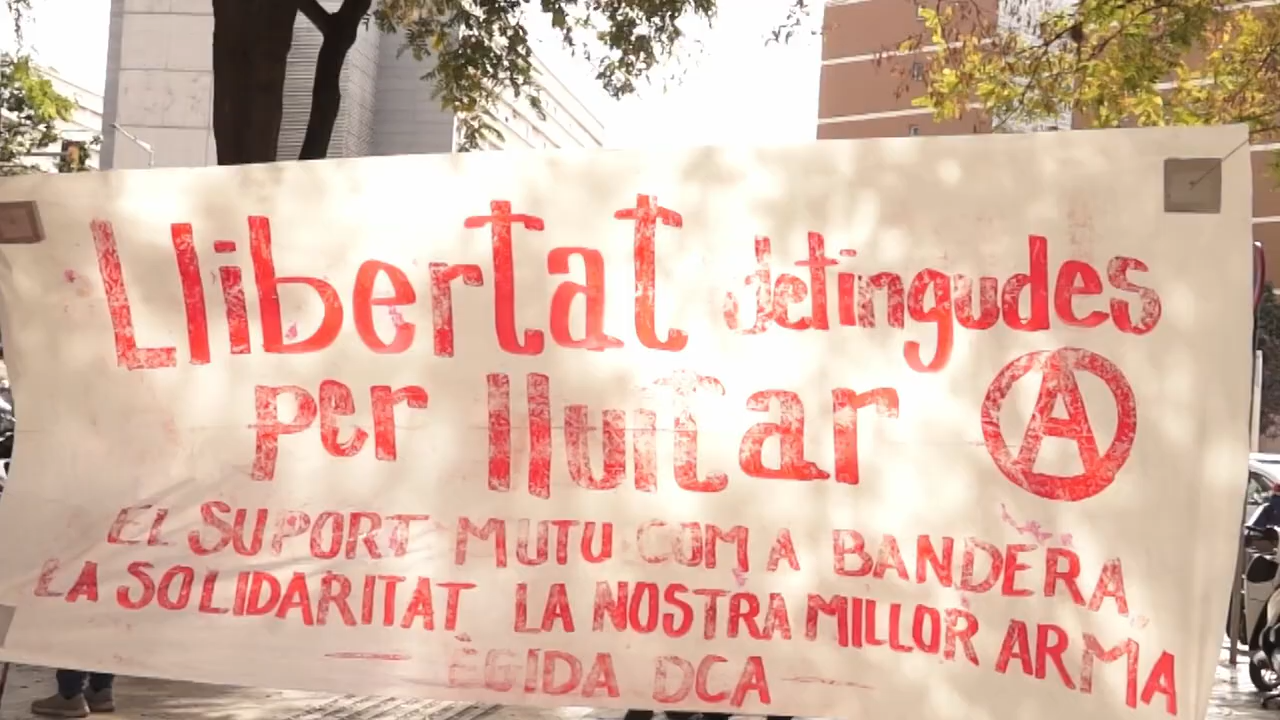 Llibertat detingudes
per lluitar Ⓐ
EL SUPORT MUTU COM A BANDERA,
LA SOLIDARITAT LA NOSTRA MILLOR ARMA
— ÈGIDA DCA —